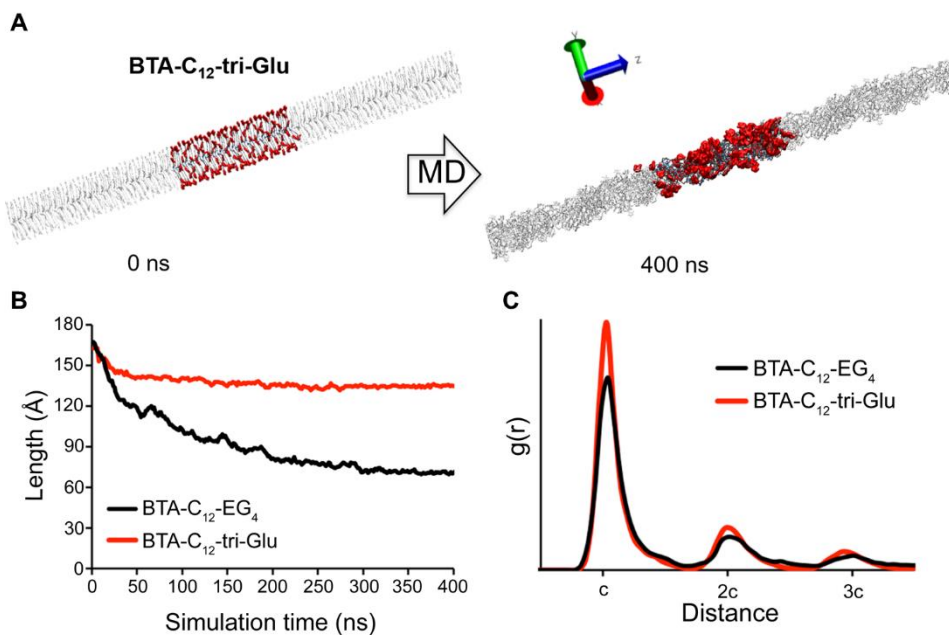 A
BTA-C₁₂-tri-Glu
Y
Z
MD
0 ns
400 ns
B
180
150
120
90
60
30
0
Length (Å)
BTA-C₁₂-EG₄
BTA-C₁₂-tri-Glu
0 50 100 150 200 250 300 350 400
Simulation time (ns)
C
g(r)
BTA-C₁₂-EG₄
BTA-C₁₂-tri-Glu
c 2c 3c
Distance